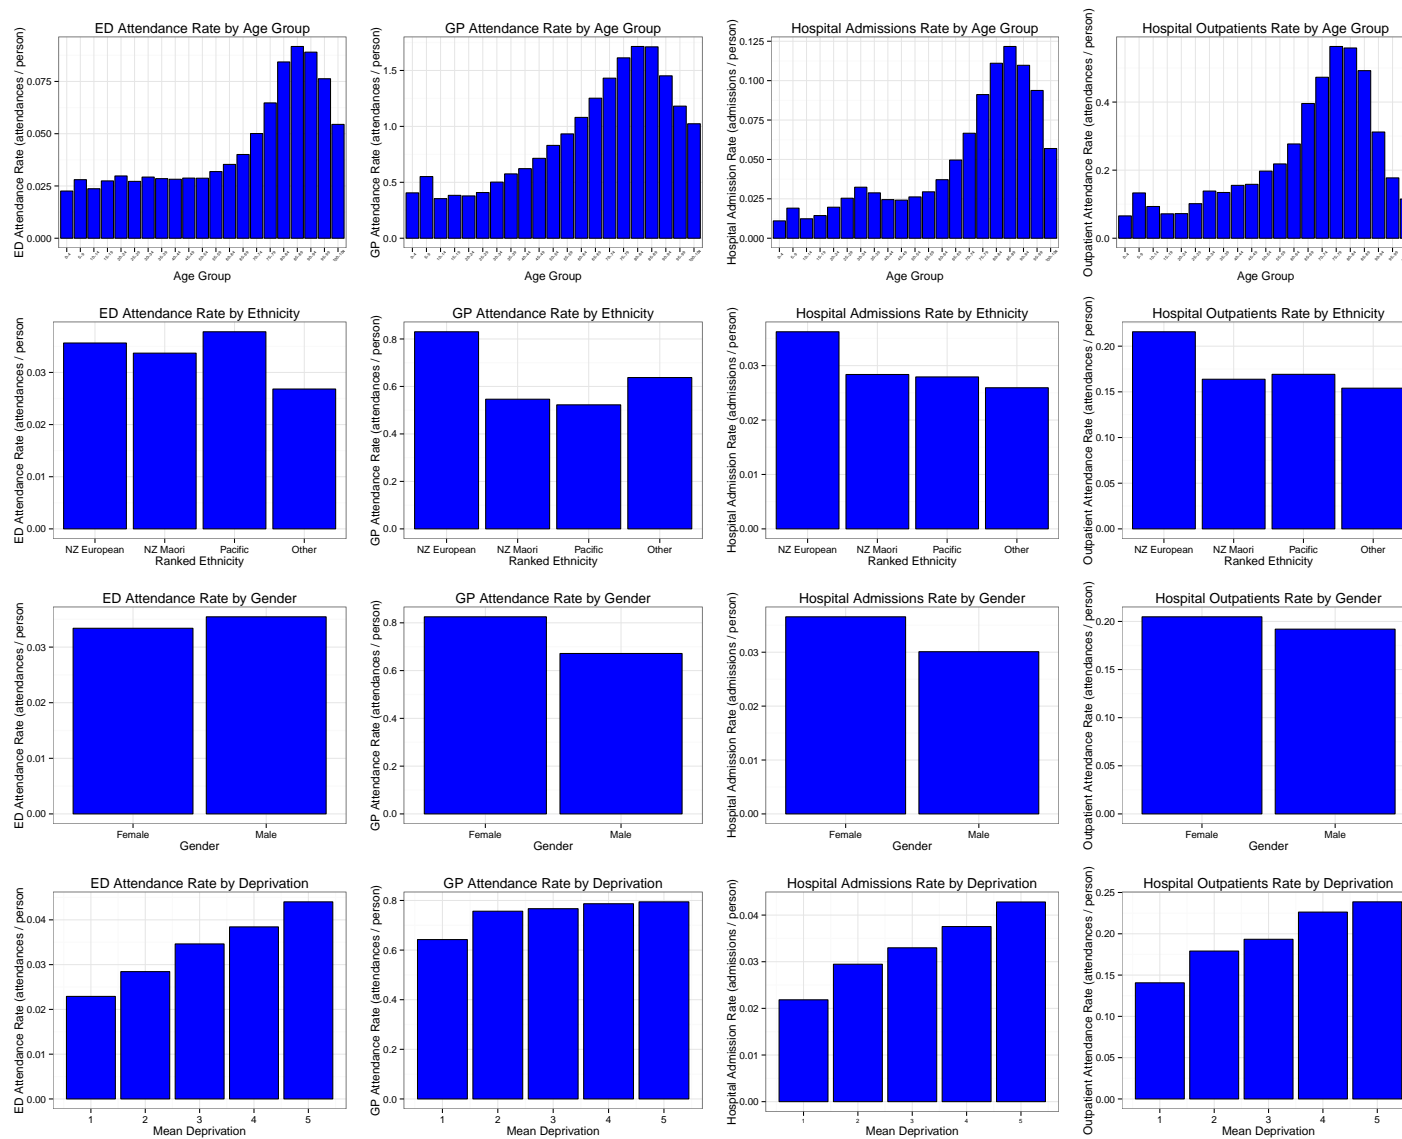 ED Attendance Rate by Age Group
ED Attendance Rate (attendances / person)
0.075
0.050
0.025
0.000
Age Group
GP Attendance Rate by Age Group
GP Attendance Rate (attendances / person)
1.5
1.0
0.5
0.0
Age Group
Hospital Admissions Rate by Age Group
Hospital Admission Rate (admissions / person)
0.125
0.100
0.075
0.050
0.025
0.000
Age Group
Hospital Outpatients Rate by Age Group
Outpatient Attendance Rate (attendances / person)
0.4
0.2
0.0
Age Group
ED Attendance Rate by Ethnicity
ED Attendance Rate (attendances / person
0.03
0.02
0.01
0.00
NZ European NZ Maori Pacific Other
Ranked Ethnicity
GP Attendance Rate by Ethnicity
GP Attendance Rate (attendances / person)
0.8
0.6
0.4
0.2
0.0
NZ European NZ Maori Pacific Other
Ranked Ethnicity
Hospital Admissions Rate by Ethnicity
Hospital Admission Rate (admissions / person)
0.03
0.02
0.01
0.00
NZ European NZ Maori Pacific Other
Ranked Ethnicity
Hospital Outpatients Rate by Ethnicity
Outpatient Attendance Rate (attendances / person)
0.20
0.15
0.10
0.05
0.00
NZ European NZ Maori Pacific Other
Ranked Ethnicity
ED Attendance Rate by Gender
ED Attendance Rate (attendances / person
0.03
0.02
0.01
0.00
Female Male
Gender
GP Attendance Rate by Gender
GP Attendance Rate (attendances / person)
0.8
0.6
0.4
0.2
0.0
Female Male
Gender
Hospital Admissions Rate by Gender
Hospital Admission Rate (admissions / person)
0.03
0.02
0.01
0.00
Female Male
Gender
Hospital Outpatients Rate by Gender
Outpatient Attendance Rate (attendances / person)
0.20
0.15
0.10
0.05
0.00
Female Male
Gender
ED Attendance Rate by Deprivation
ED Attendance Rate (attendances / person
0.04
0.03
0.02
0.01
0.00
1 2 3 4 5
Mean Deprivation
GP Attendance Rate by Deprivation
GP Attendance Rate (attendances / person)
0.8
0.6
0.4
0.2
0.0
1 2 3 4 5
Mean Deprivation
Hospital Admissions Rate by Deprivation
Hospital Admission Rate (admissions / person)
0.04
0.03
0.02
0.01
0.00
1 2 3 4 5
Mean Deprivation
Hospital Outpatients Rate by Deprivation
Outpatient Attendance Rate (attendances / person)
0.25
0.20
0.15
0.10
0.05
0.00
1 2 3 4 5
Mean Deprivation